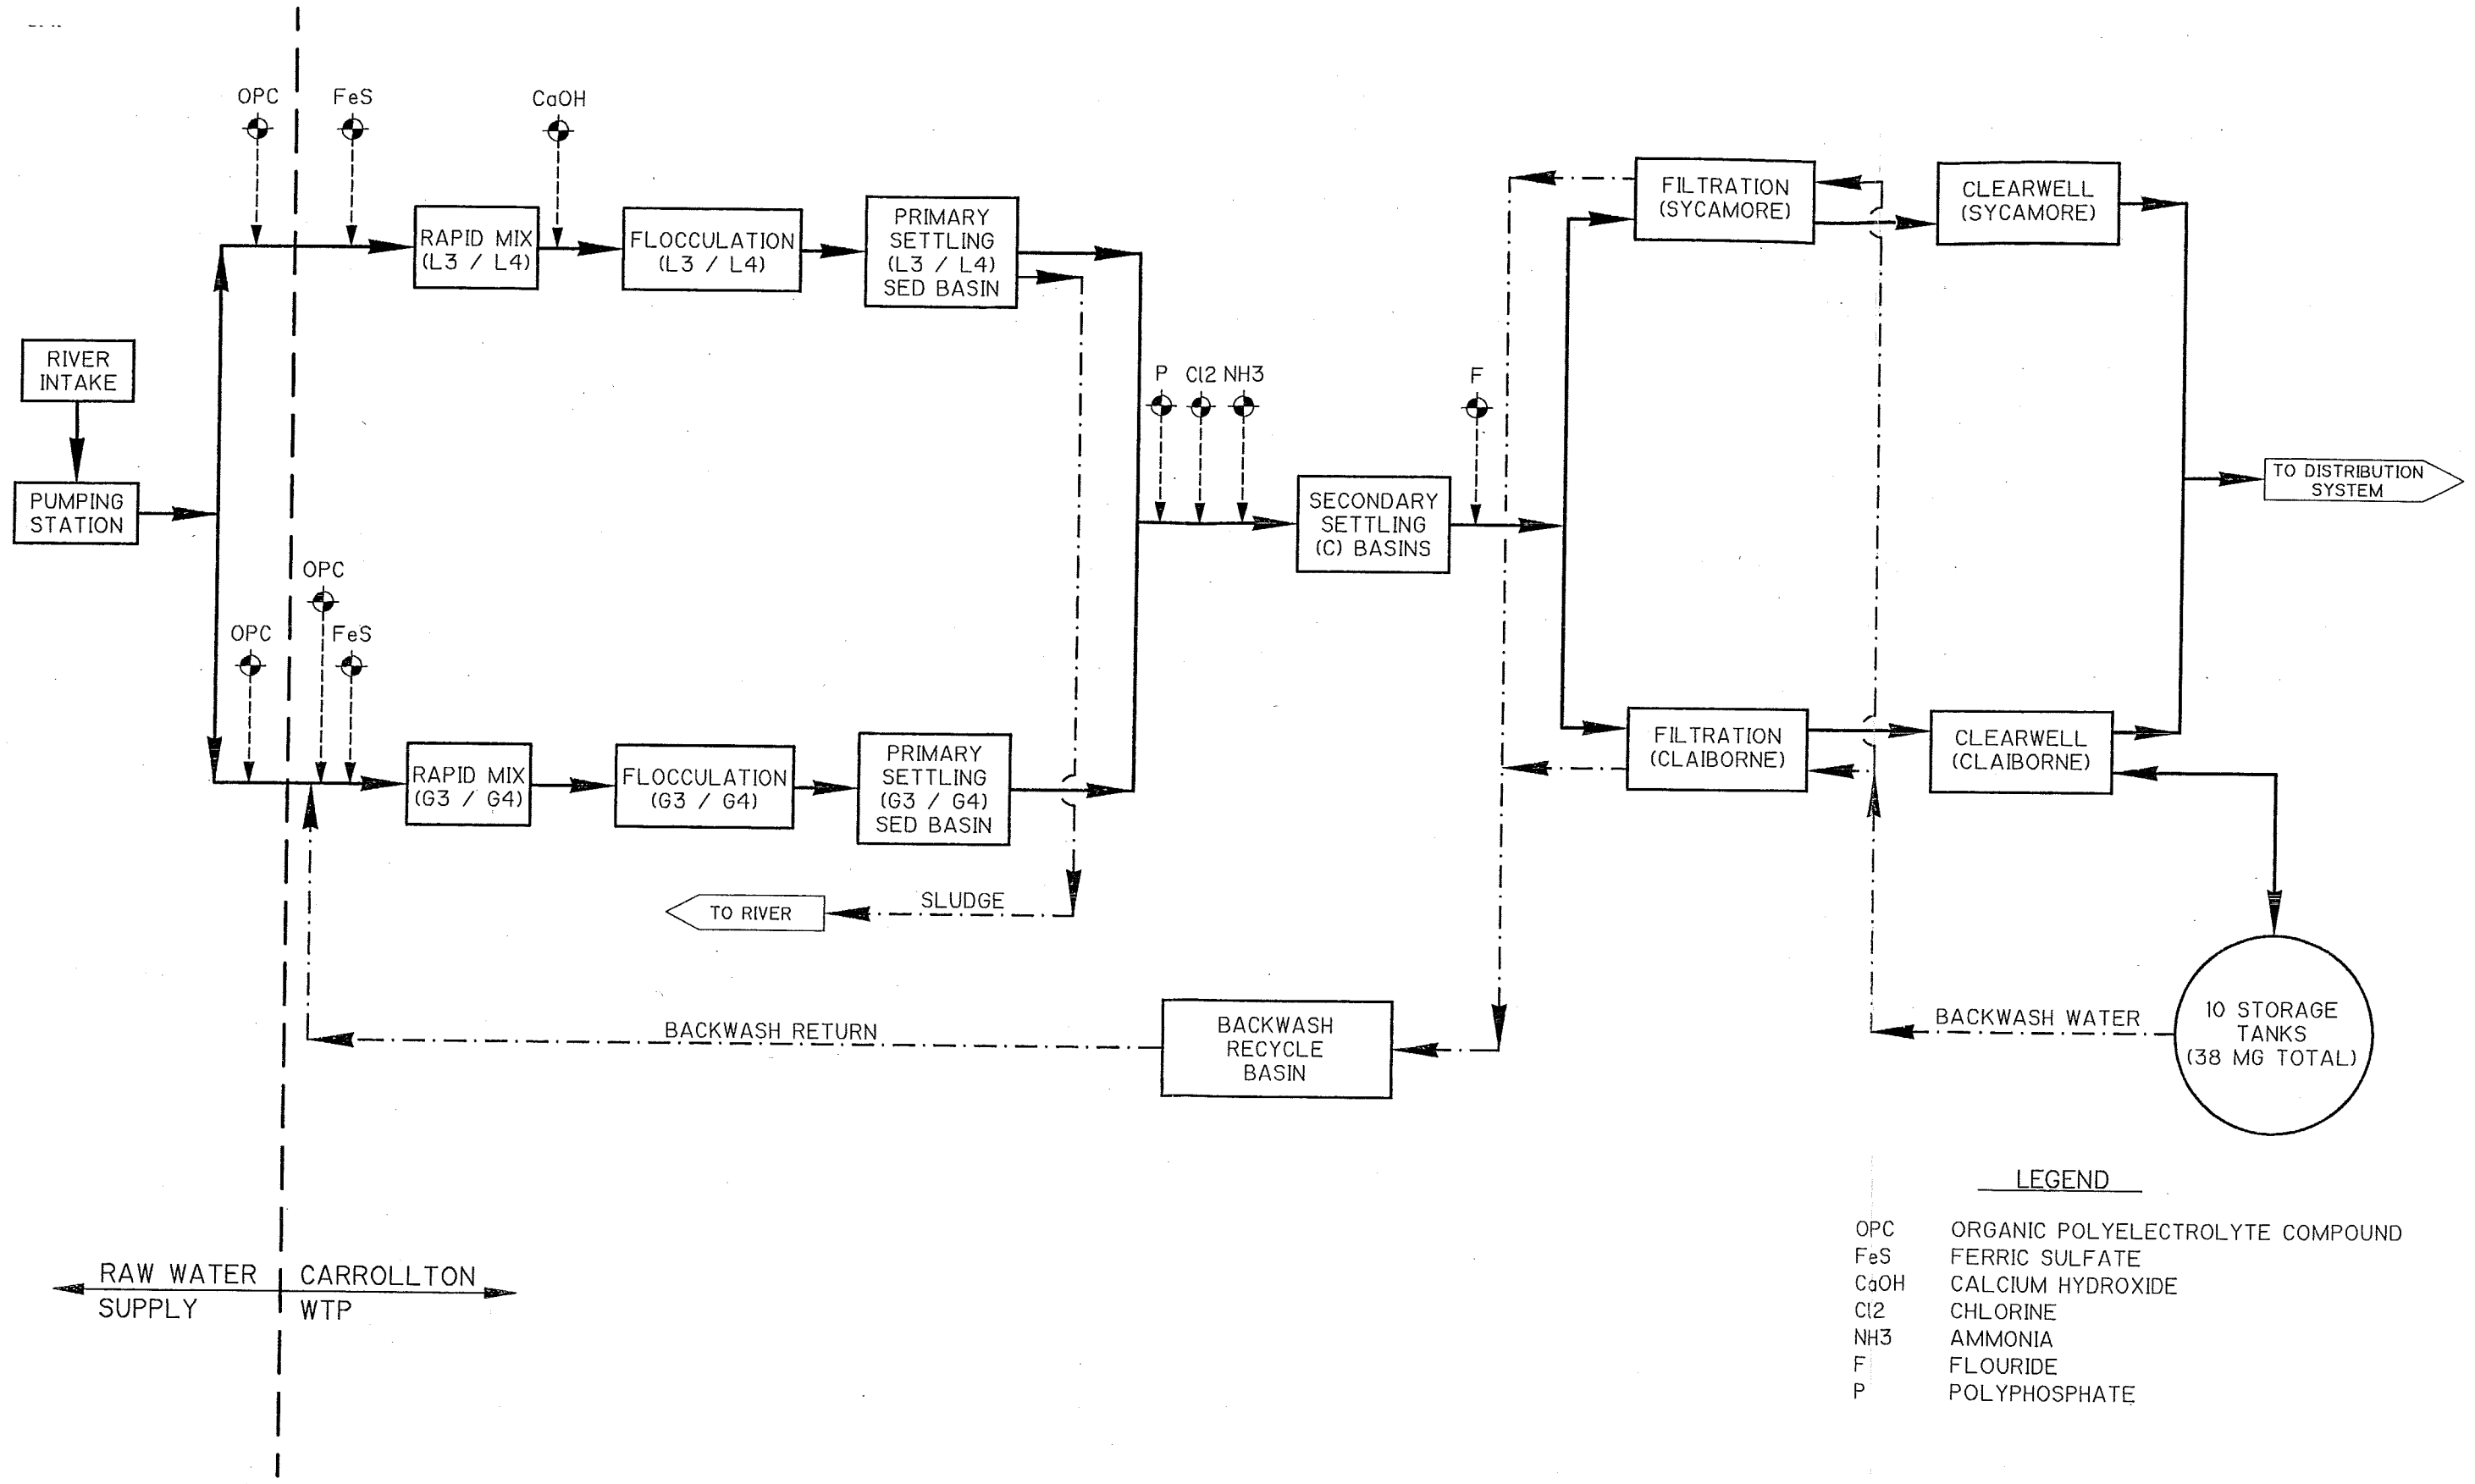 OPC
FeS
CaOH
RAPID MIX
(L3 / L4)
FLOCCULATION
(L3 / L4)
PRIMARY
SETTLING
(L3 / L4)
SED BASIN
FILTRATION
(SYCAMORE)
CLEARWELL
(SYCAMORE)
RIVER
INTAKE
PUMPING
STATION
P
Cl2
NH3
F
SECONDARY
SETTLING
(C) BASINS
TO DISTRIBUTION
SYSTEM
OPC
OPC
FeS
RAPID MIX
(G3 / G4)
FLOCCULATION
(G3 / G4)
PRIMARY
SETTLING
(G3 / G4)
SED BASIN
FILTRATION
(CLAIBORNE)
CLEARWELL
(CLAIBORNE)
TO RIVER
SLUDGE
BACKWASH RETURN
BACKWASH
RECYCLE
BASIN
BACKWASH WATER
10 STORAGE
TANKS
(38 MG TOTAL)
RAW WATER
SUPPLY
CARROLLTON
WTP
LEGEND
OPC ORGANIC POLYELECTROLYTE COMPOUND
FeS FERRIC SULFATE
CaOH CALCIUM HYDROXIDE
Cl2 CHLORINE
NH3 AMMONIA
F FLOURIDE
P POLYPHOSPHATE